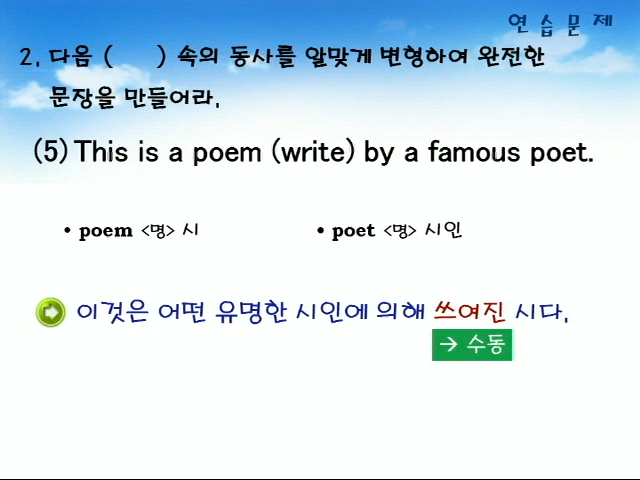 연 습 문 제
2. 다음 (     ) 속의 동사를 알맞게 변형하여 완전한
문장을 만들어라.
(5) This is a poem (write) by a famous poet.
• poem <명> 시
• poet <명> 시인
이것은 어떤 유명한 시인에 의해 쓰여진 시다.
→ 수동